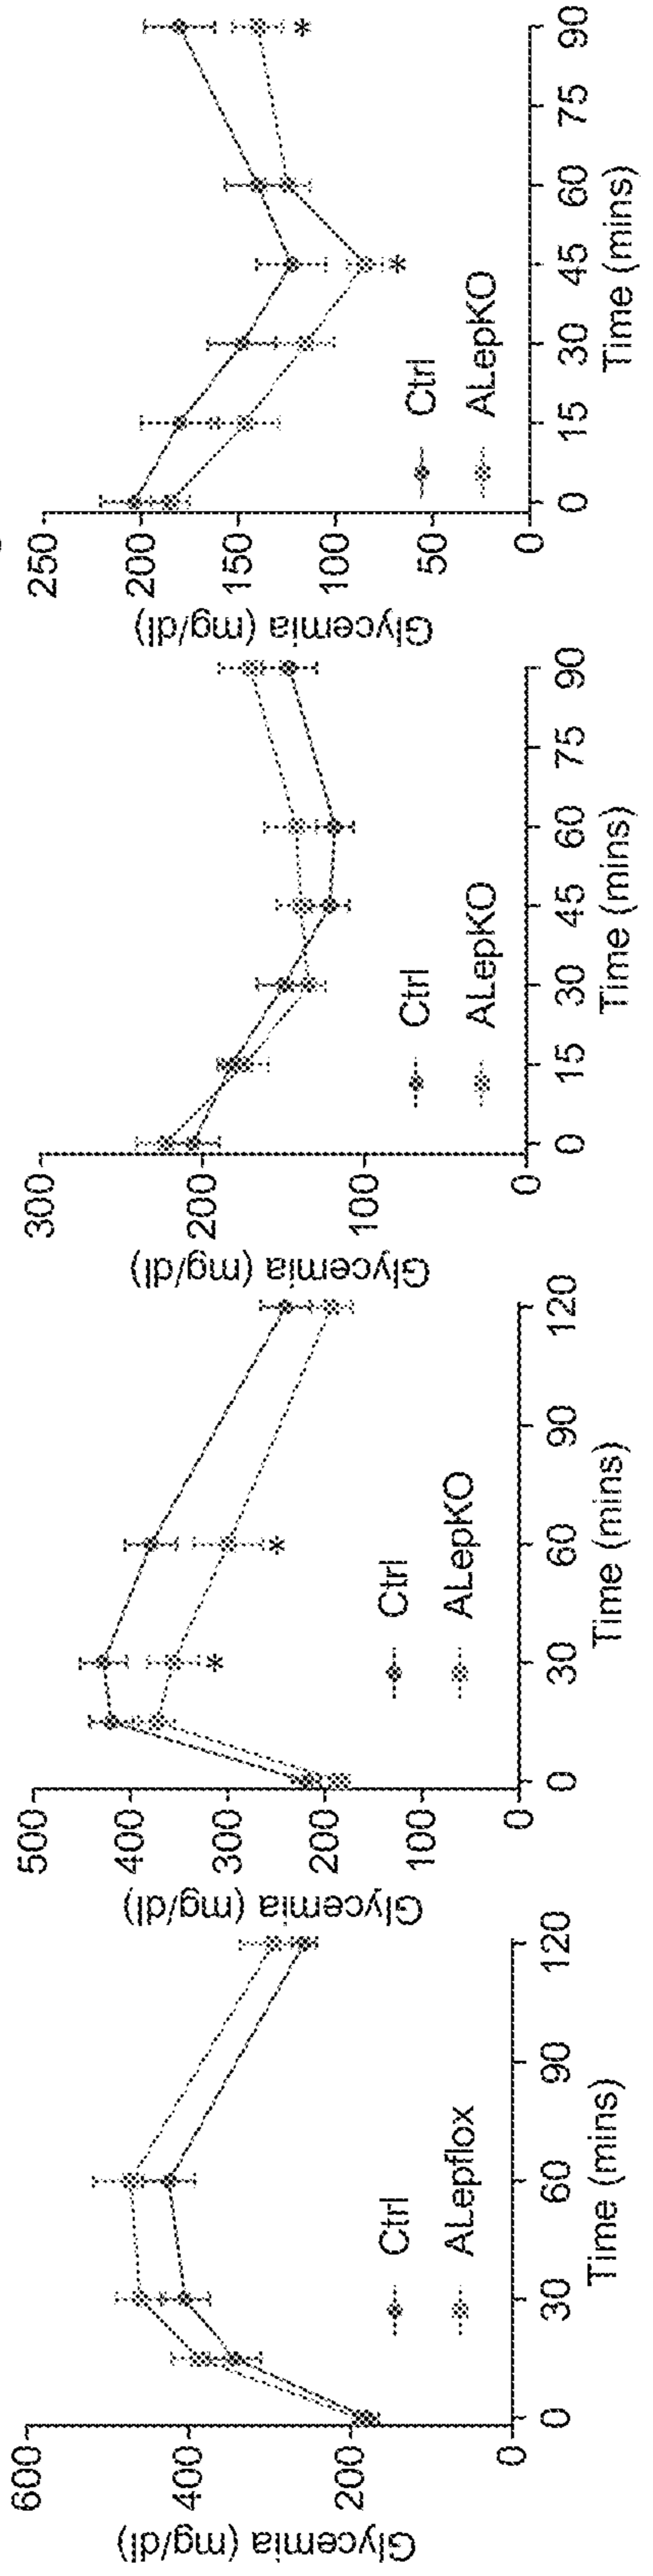 600
400
200
0
Glycemia (mg/dl)
Ctrl
ALepflox
0 30 60 90 120
Time (mins)
500
400
300
200
100
0
Glycemia (mg/dl)
*
*
Ctrl
ALepKO
0 30 60 90 120
Time (mins)
300
200
100
0
Glycemia (mg/dl)
Ctrl
ALepKO
0 15 30 45 60 75 90
Time (mins)
250
200
150
100
50
0
Glycemia (mg/dl)
*
*
Ctrl
ALepKO
0 15 30 45 60 75 90
Time (mins)